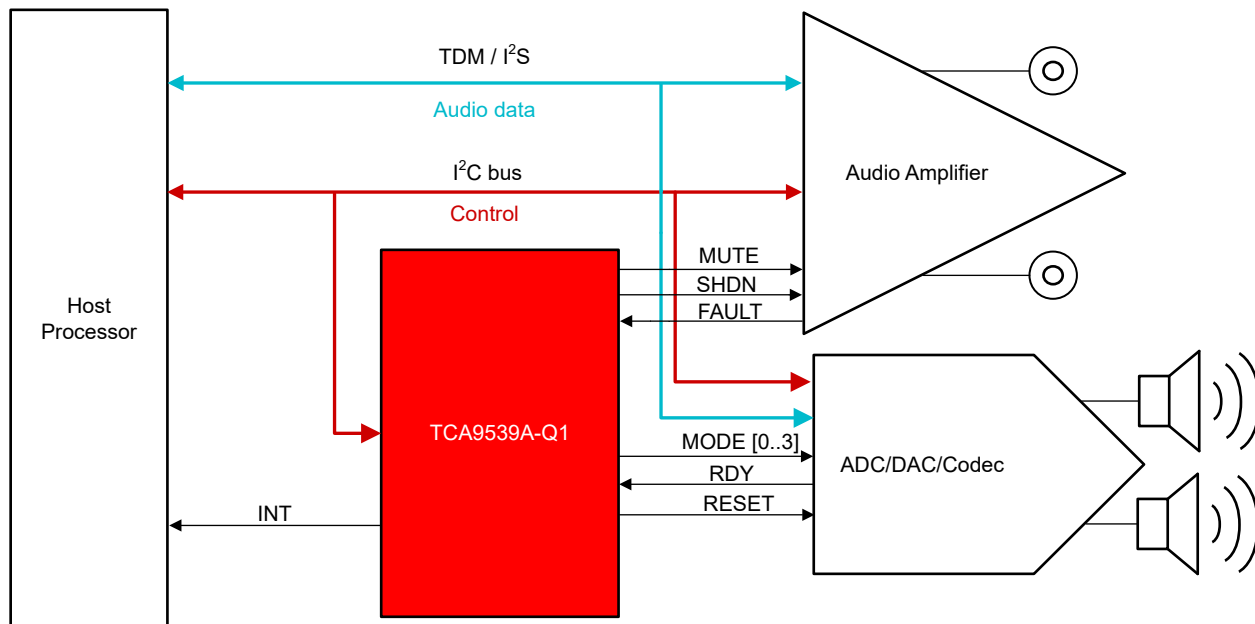 TDM / I²S
Audio data
I²C bus
Control
Audio Amplifier
MUTE
SHDN
FAULT
Host
Processor
TCA9539A-Q1
MODE [0..3]
RDY
RESET
ADC/DAC/Codec
INT